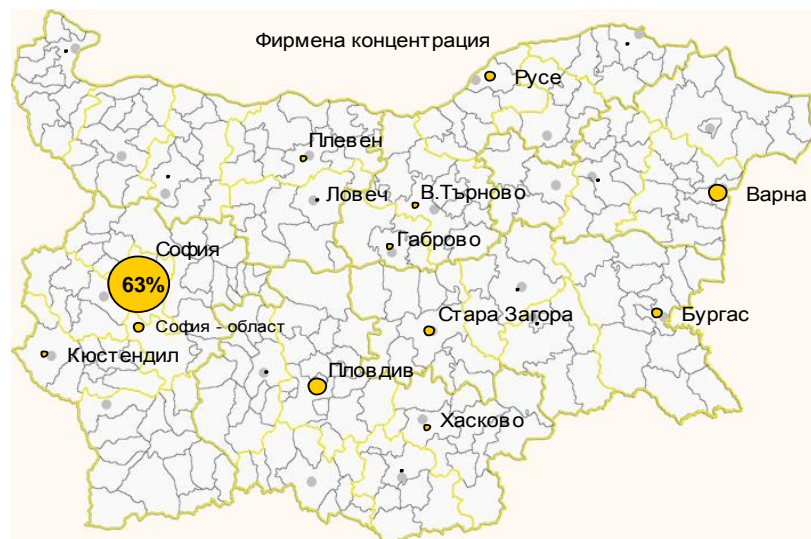 Фирмена концентрация
Русе
Плевен
Ловеч
В.Търново
Варна
Габрово
София
63%
София - област
Стара Загора
Бургас
Кюстендил
Пловдив
Хасково